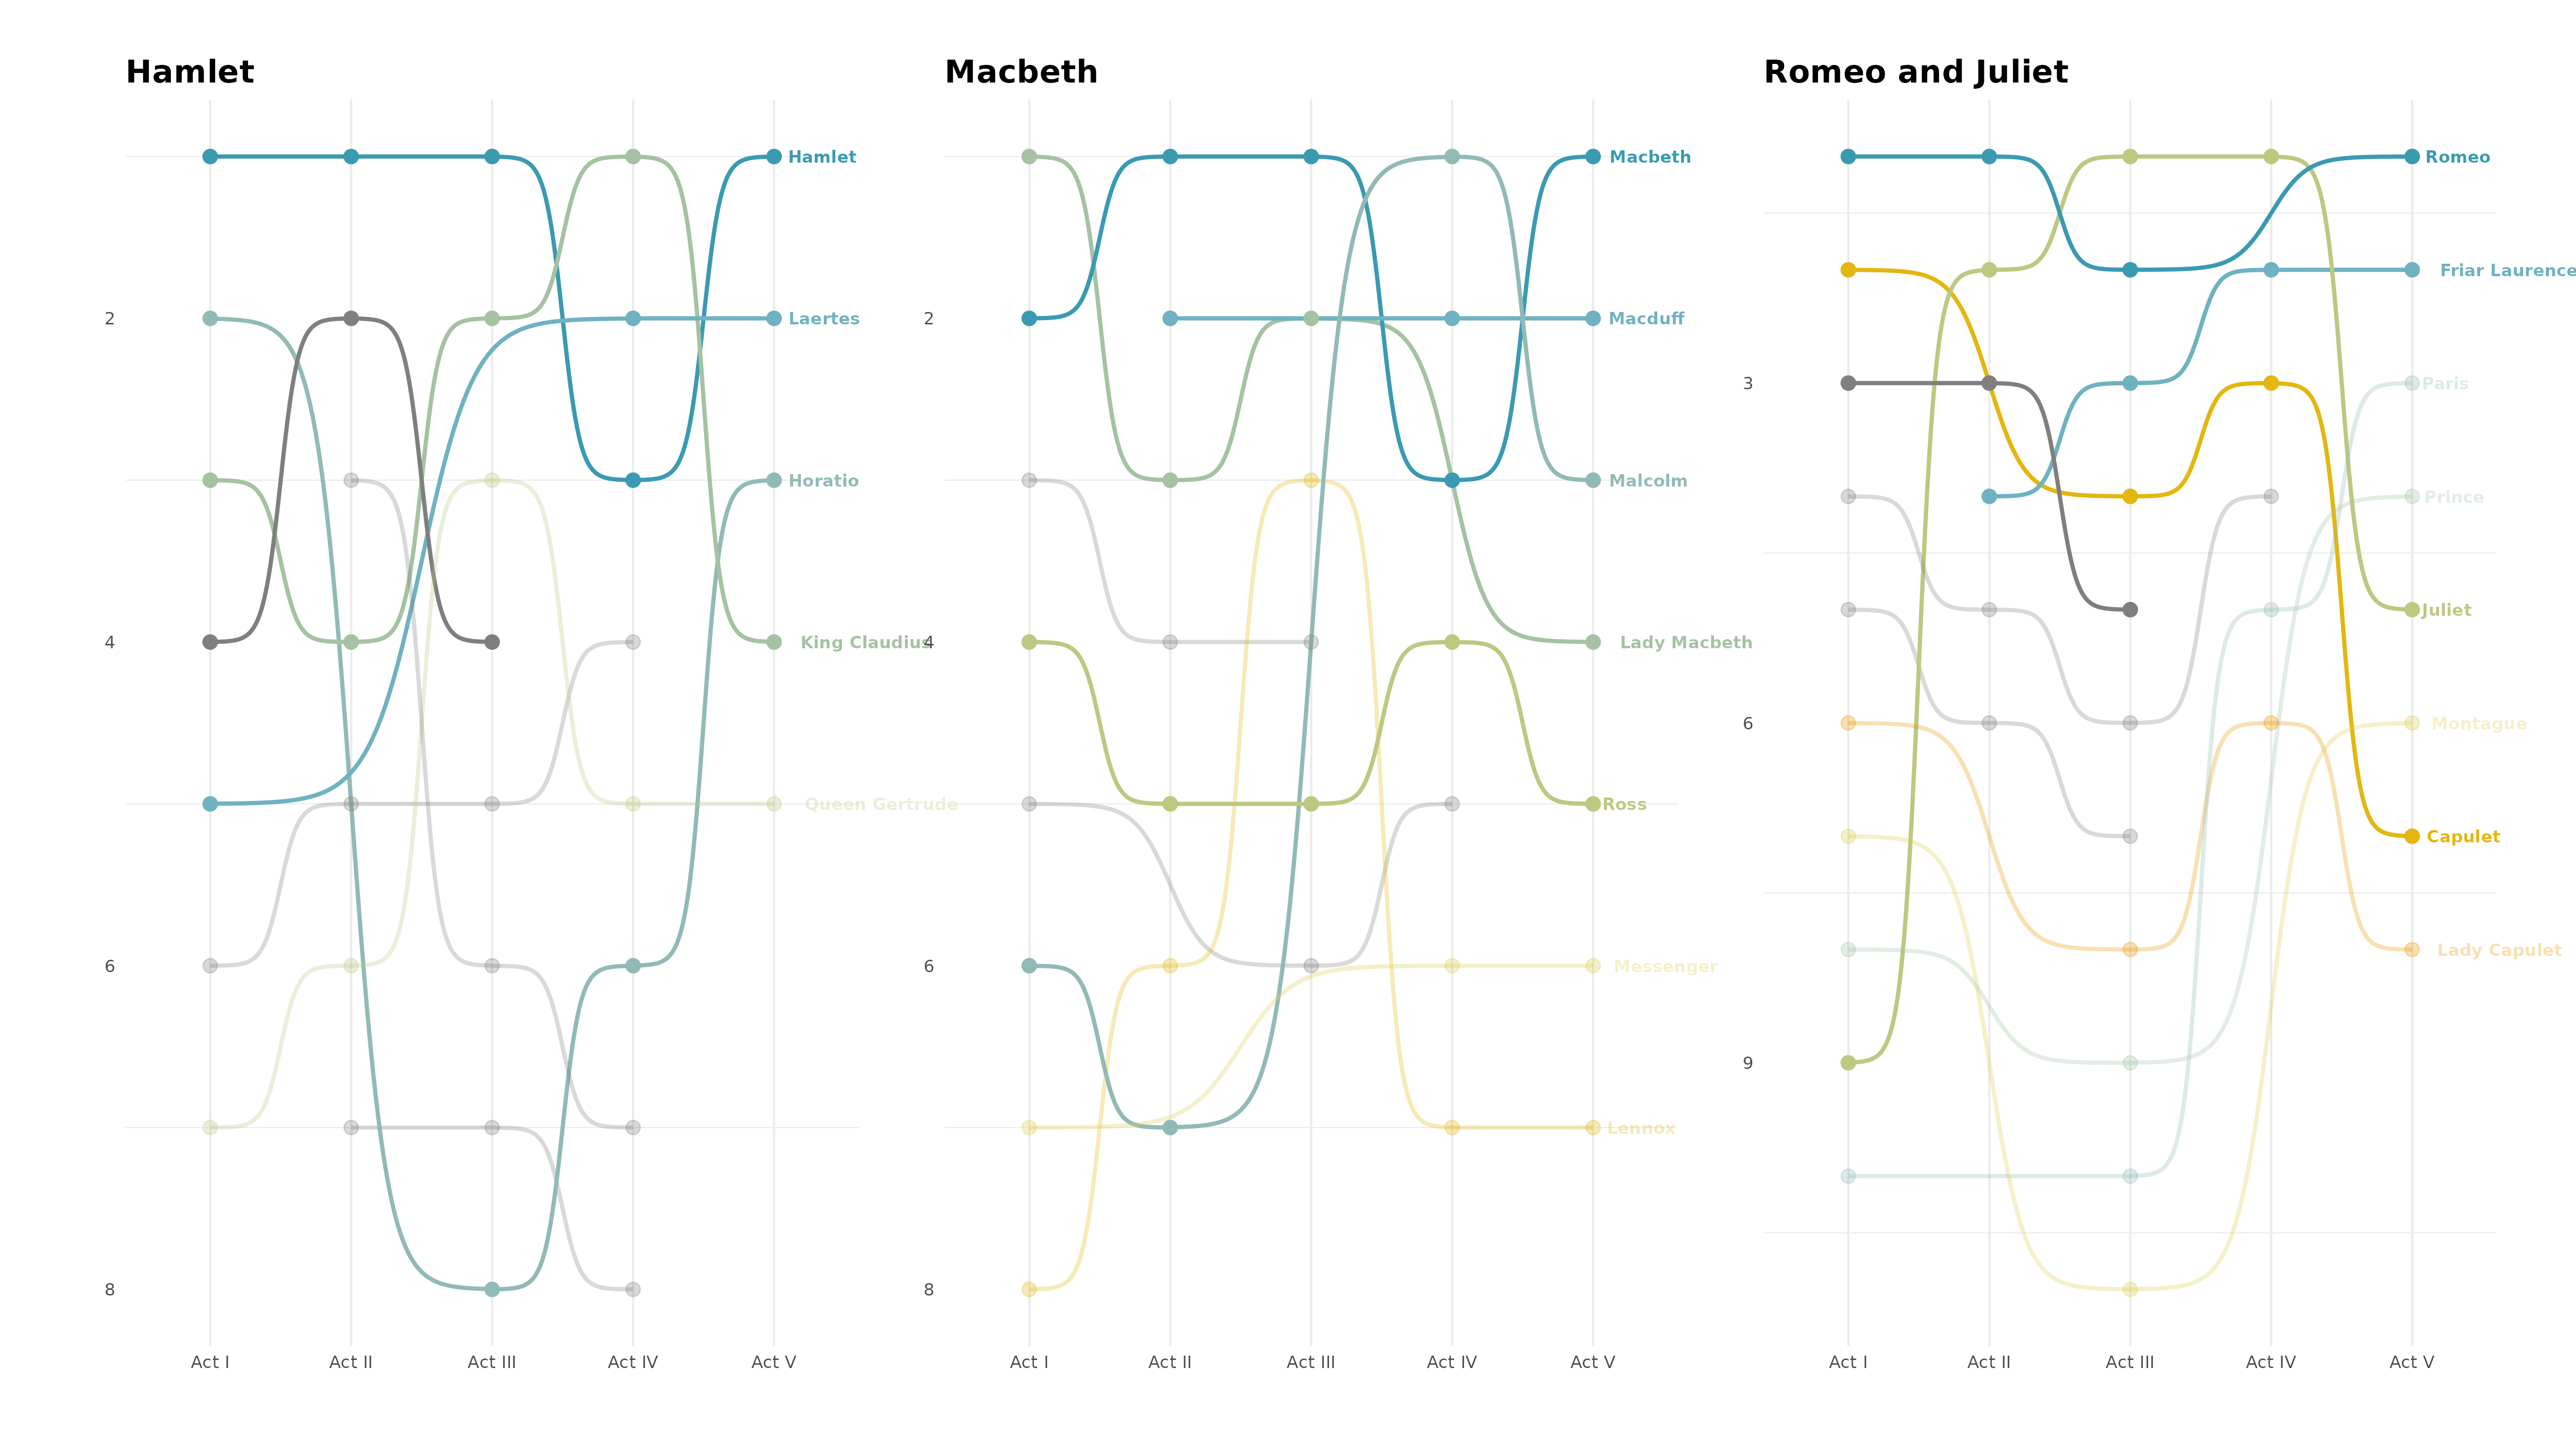 Hamlet
2
4
6
8
Act I
Act II
Act III
Act IV
Act V
Hamlet
Laertes
Horatio
King Claudius
Queen Gertrude
Macbeth
2
4
6
8
Act I
Act II
Act III
Act IV
Act V
Macbeth
Macduff
Malcolm
Lady Macbeth
Ross
Messenger
Lennox
Romeo and Juliet
3
6
9
Act I
Act II
Act III
Act IV
Act V
Romeo
Friar Laurence
Paris
Prince
Juliet
Montague
Capulet
Lady Capulet